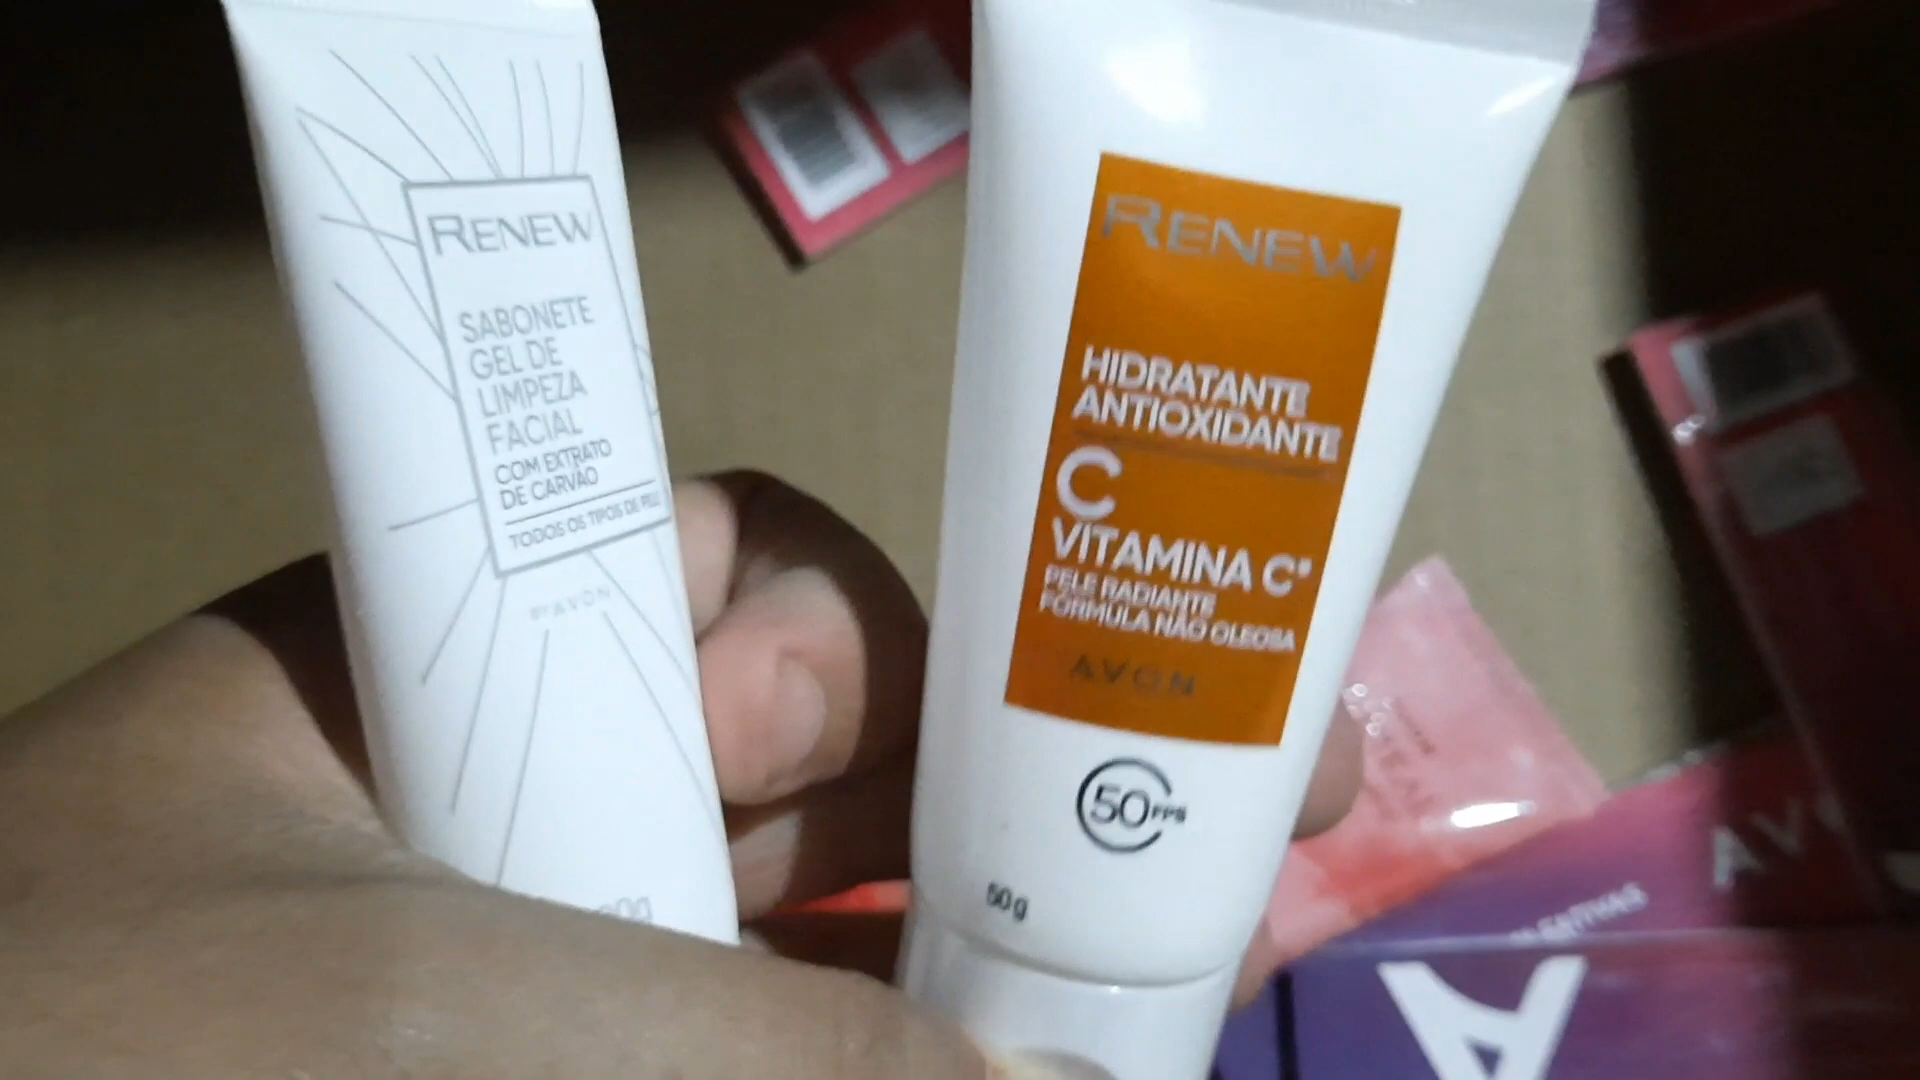 RENEW
SABONETE
GEL DE
LIMPEZA
FACIAL
COM EXTRATO
DE CARVÃO
TODOS OS TIPOS DE PELE
BY AVON
RENEW
HIDRATANTE
ANTIOXIDANTE
C
VITAMINA C*
PELE RADIANTE
FÓRMULA NÃO OLEOSA
AVON
50 FPS
50 g